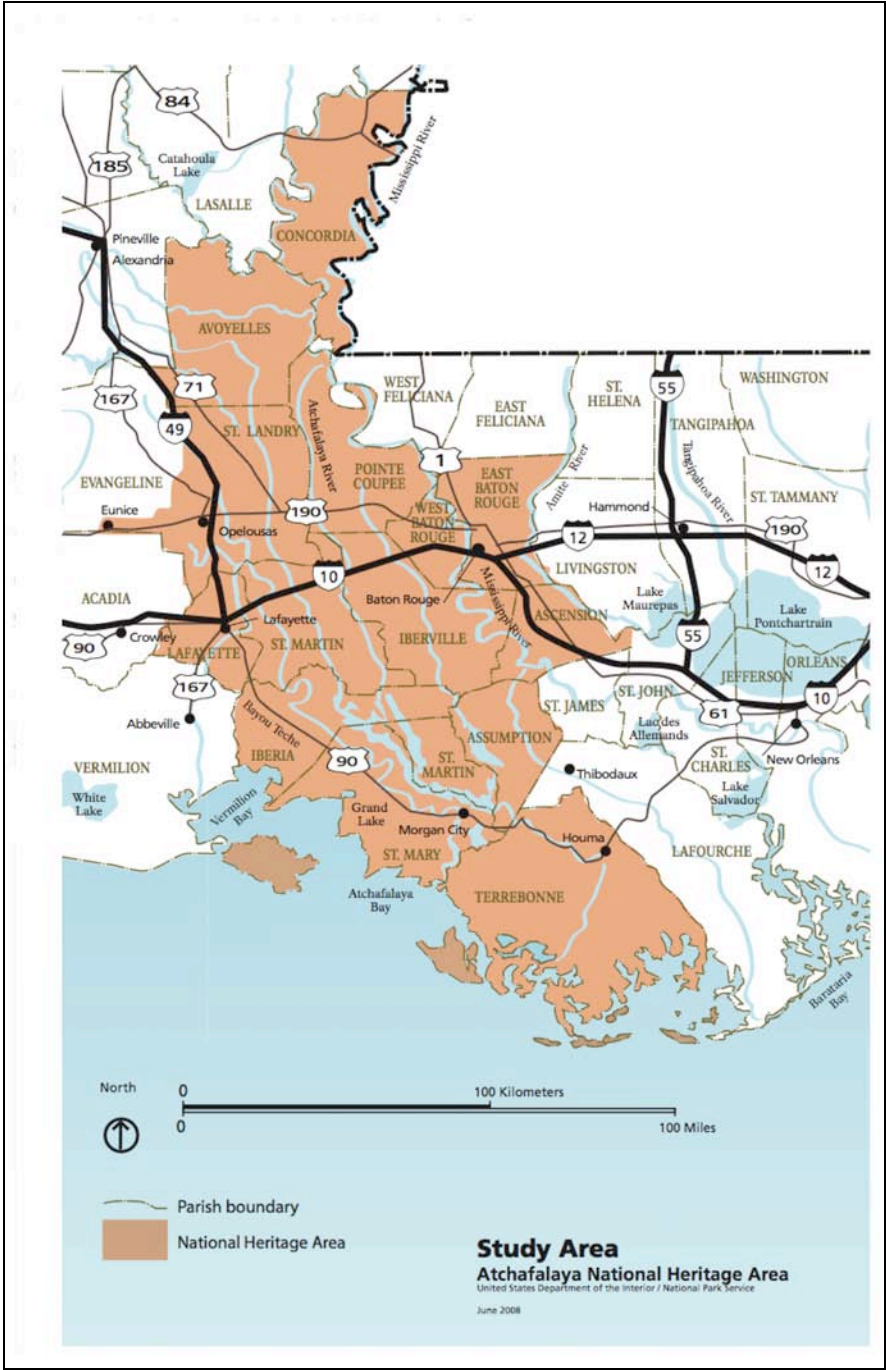 84
Mississippi River
Catahoula
Lake
185
LASALLE
CONCORDIA
Pineville
Alexandria
AVOYELLES
WEST
FELICIANA
EAST
FELICIANA
ST.
HELENA
55
WASHINGTON
167
71
49
ST. LANDRY
Atchafalaya River
TANGIPAHOA
Tangipahoa River
1
POINTE
COUPEE
EAST
BATON
ROUGE
Amite River
EVANGELINE
ST. TAMMANY
Eunice
190
WEST
BATON
ROUGE
Hammond
190
Opelousas
12
12
10
LIVINGSTON
Lake
Maurepas
Lake
Pontchartrain
ACADIA
Baton Rouge
Mississippi River
ASCENSION
Lafayette
90
Crowley
LAFAYETTE
ST. MARTIN
IBERVILLE
55
JEFFERSON
ORLEANS
167
ST. JAMES
ST. JOHN
61
10
Abbeville
Bayou Teche
Lac des
Allemands
ASSUMPTION
90
ST.
MARTIN
New Orleans
VERMILION
IBERIA
ST.
CHARLES
Thibodaux
White
Lake
Vermilion
Bay
Grand
Lake
Lake
Salvador
Morgan City
Houma
ST. MARY
LAFOURCHE
Atchafalaya
Bay
TERREBONNE
Barataria
Bay
North
0
100 Kilometers
0
100 Miles
Parish boundary
National Heritage Area
Study Area
Atchafalaya National Heritage Area
United States Department of the Interior / National Park Service
June 2008